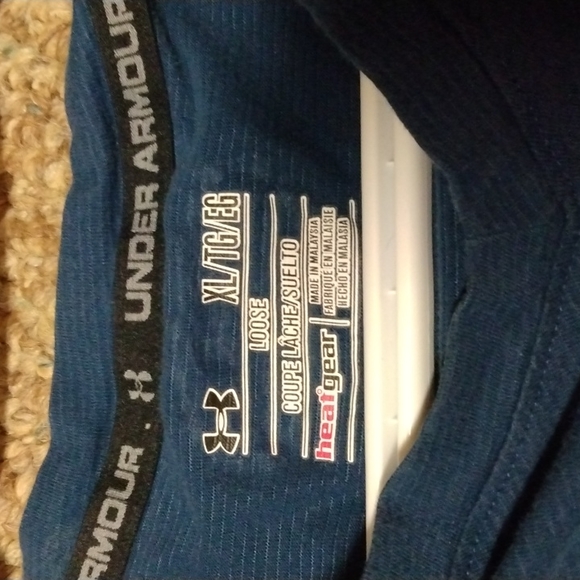 ARMOUR
UNDER ARMOUR
XL/TG/EG
LOOSE
COUPE LÂCHE/SUELTO
heatgear
MADE IN MALAYSIA
FABRIQUÉ EN MALAISIE
HECHO EN MALASIA